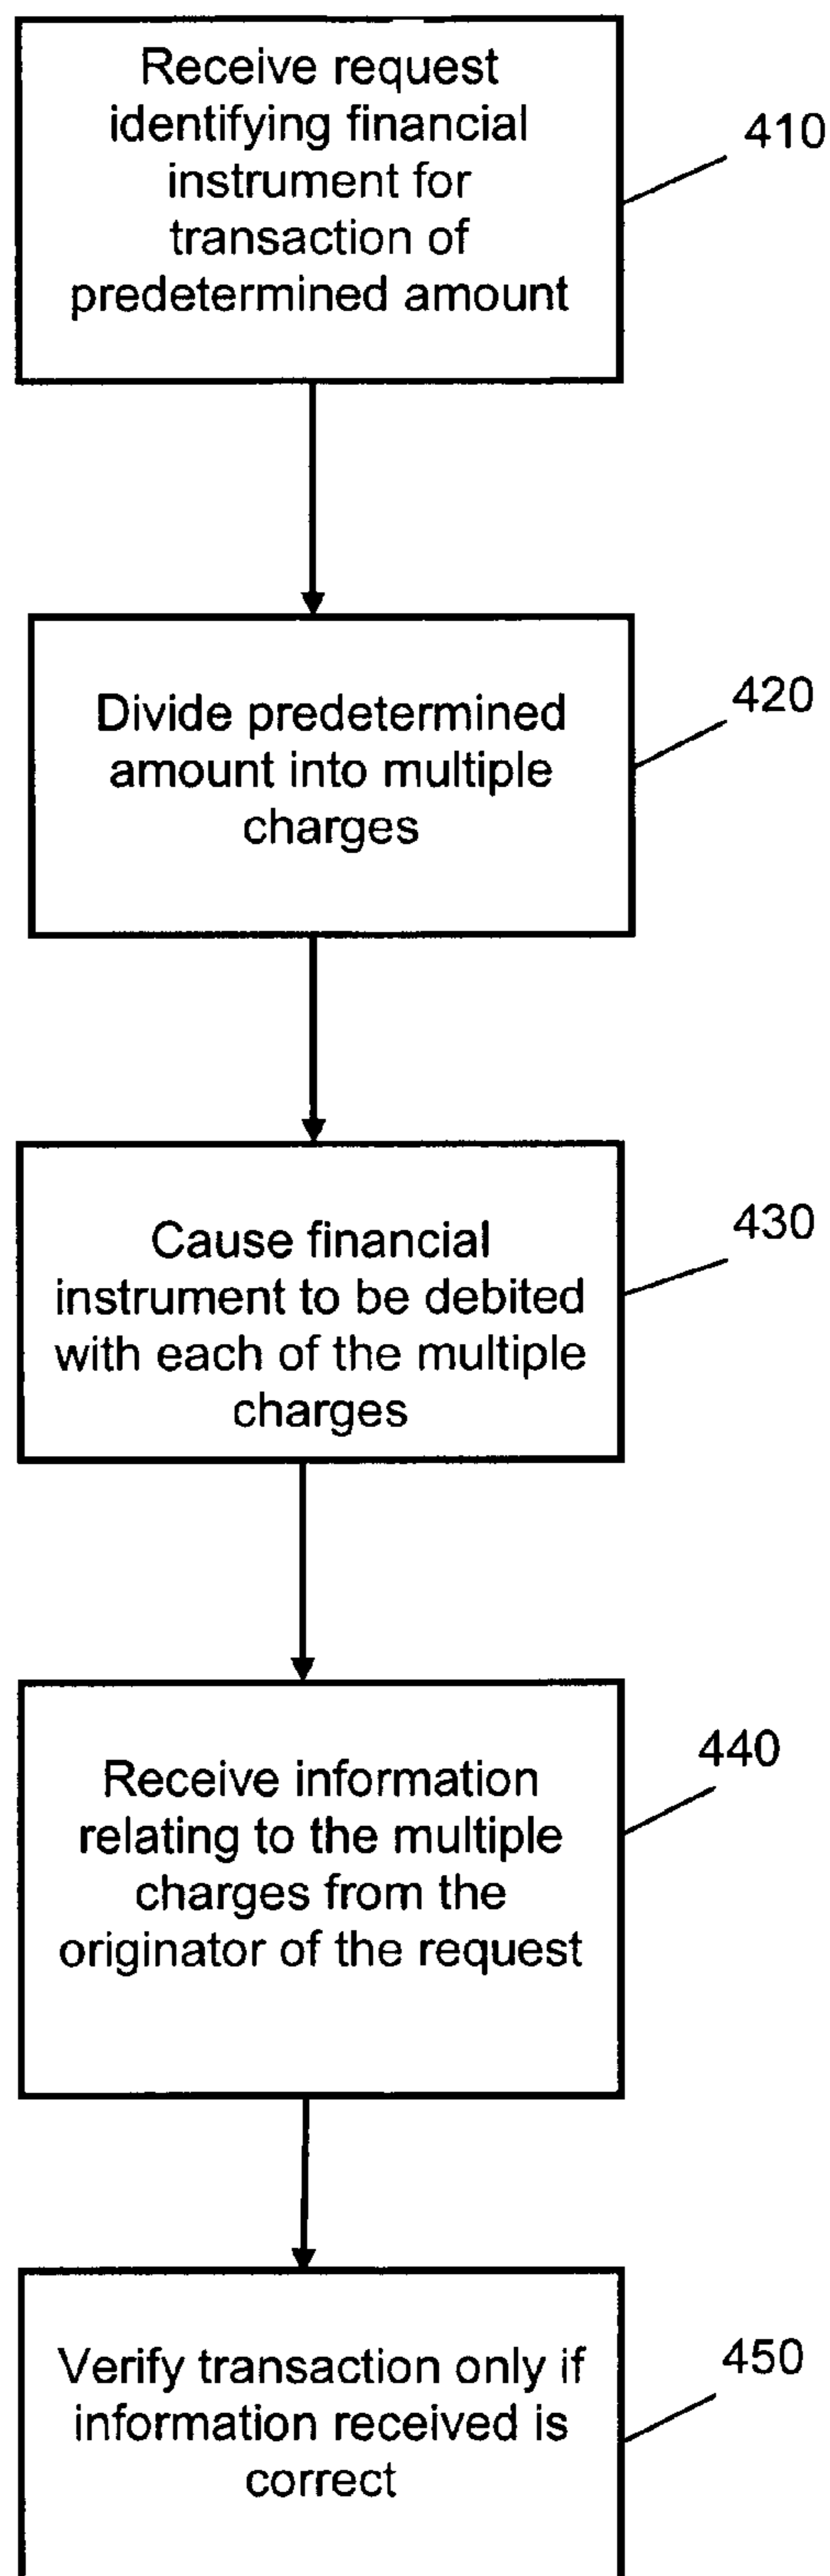 Receive request
identifying financial
instrument for
transaction of
predetermined amount
410
Divide predetermined
amount into multiple
charges
420
Cause financial
instrument to be debited
with each of the multiple
charges
430
Receive information
relating to the multiple
charges from the
originator of the request
440
Verify transaction only if
information received is
correct
450